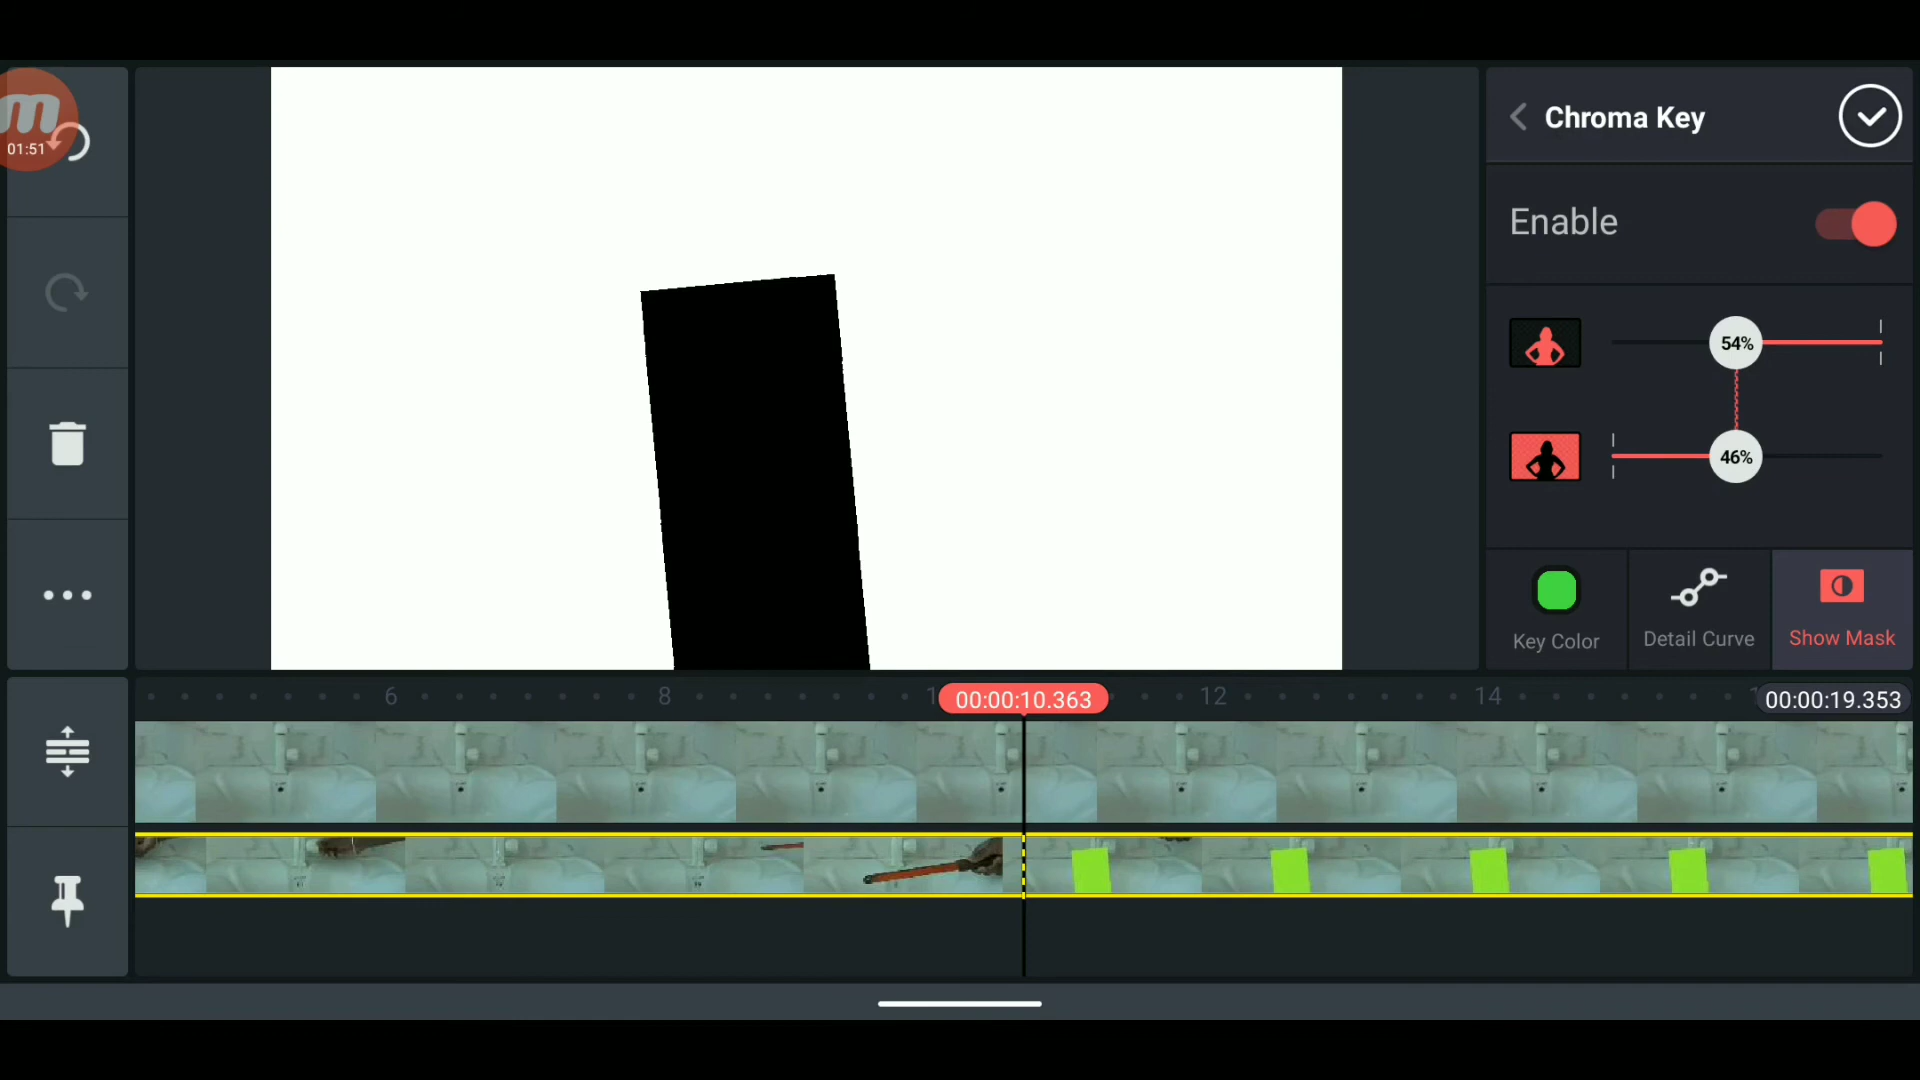 m
01:51
Chroma Key
Enable
54%
46%
Key Color
Detail Curve
Show Mask
6
8
00:00:10.363
12
14
00:00:19.353